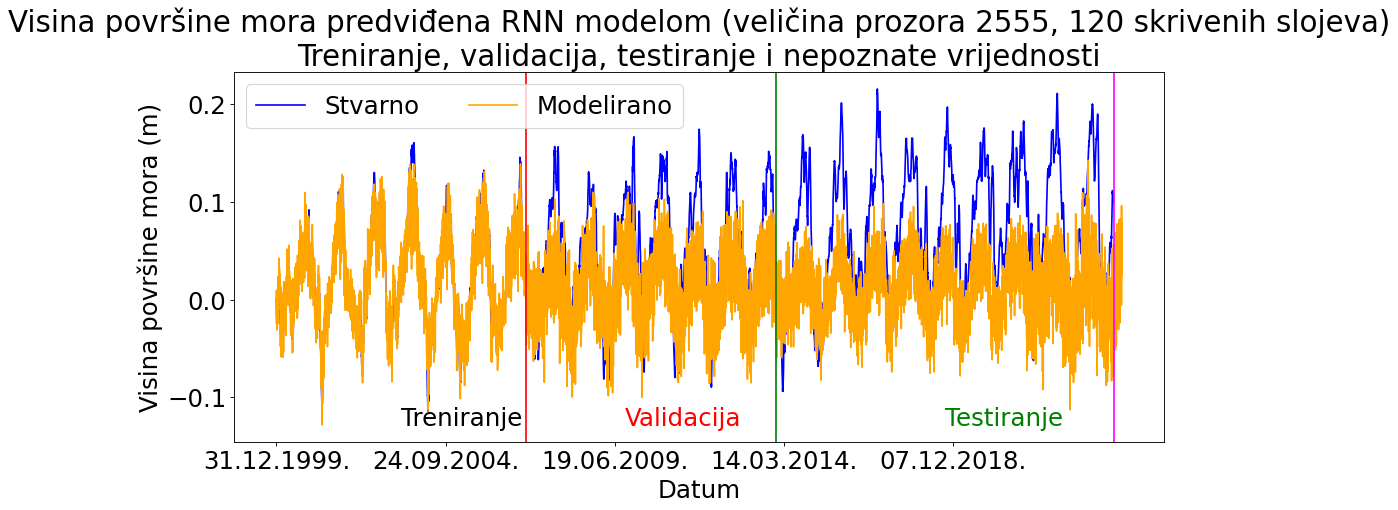 Visina površine mora predviđena RNN modelom (veličina prozora 2555, 120 skrivenih slojeva)
Treniranje, validacija, testiranje i nepoznate vrijednosti
Stvarno
Modelirano
Visina površine mora (m)
0.2
0.1
0.0
−0.1
Treniranje
Validacija
Testiranje
31.12.1999.
24.09.2004.
19.06.2009.
14.03.2014.
07.12.2018.
Datum